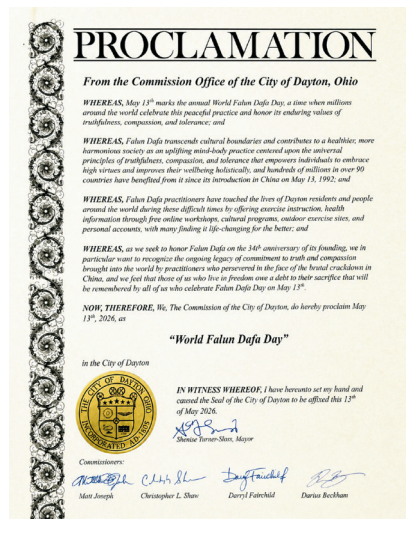 PROCLAMATION
From the Commission Office of the City of Dayton, Ohio
WHEREAS, May 13th marks the annual World Falun Dafa Day, a time when millions
around the world celebrate this peaceful practice and honor its enduring values of
truthfulness, compassion, and tolerance; and
WHEREAS, Falun Dafa transcends cultural boundaries and contributes to a healthier, more
harmonious society as an uplifting mind-body practice centered upon the universal
principles of truthfulness, compassion, and tolerance that empowers individuals to embrace
high virtues and improves their wellbeing holistically, and hundreds of millions in over 90
countries have benefited from it since its introduction in China on May 13, 1992; and
WHEREAS, Falun Dafa practitioners have touched the lives of Dayton residents and people
around the world during these difficult times by offering exercise instruction, health
information through free online workshops, cultural programs, outdoor exercise sites, and
personal accounts, with many finding it life-changing for the better; and
WHEREAS, as we seek to honor Falun Dafa on the 34th anniversary of its founding, we in
particular want to recognize the ongoing legacy of commitment to truth and compassion
brought into the world by practitioners who persevered in the face of the brutal crackdown in
China, and we feel that those of us who live in freedom owe a debt to their sacrifice that will
be remembered by all of us who celebrate Falun Dafa Day on May 13th.
NOW, THEREFORE, We, The Commission of the City of Dayton, do hereby proclaim May
13th, 2026, as
“World Falun Dafa Day”
in the City of Dayton
THE CITY OF DAYTON OHIO
INCORPORATED A.D. 1805
IN WITNESS WHEREOF, I have hereunto set my hand and
caused the Seal of the City of Dayton to be affixed this 13th
of May 2026.
Shenise Turner-Sloss, Mayor
Commissioners:
Darryl Fairchild
Matt Joseph Christopher L. Shaw Darryl Fairchild Darius Beckham